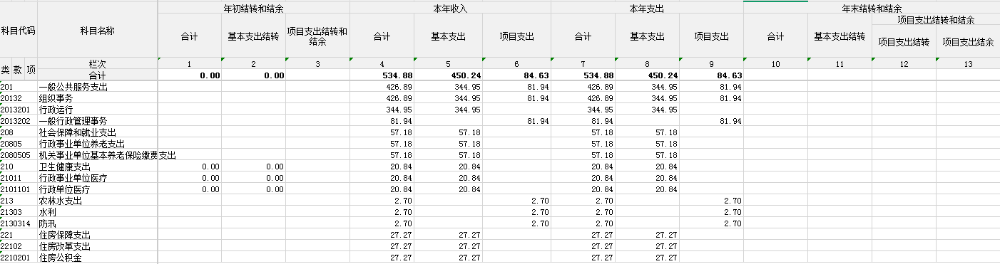 年初结转和结余 本年收入 本年支出 年末结转和结余
科目代码 科目名称 合计 基本支出结转 项目支出结转和结余 合计 基本支出 项目支出 合计 基本支出 项目支出 合计 基本支出结转 项目支出结转和结余
项目支出结转 项目支出结余
类 款 项 栏次 1 2 3 4 5 6 7 8 9 10 11 12 13
合计 0.00 0.00 534.88 450.24 84.63 534.88 450.24 84.63
201 一般公共服务支出 426.89 344.95 81.94 426.89 344.95 81.94
20132 组织事务 426.89 344.95 81.94 426.89 344.95 81.94
2013201 行政运行 344.95 344.95 344.95 344.95
2013202 一般行政管理事务 81.94 81.94 81.94 81.94
208 社会保障和就业支出 57.18 57.18 57.18 57.18
20805 行政事业单位养老支出 57.18 57.18 57.18 57.18
2080505 机关事业单位基本养老保险缴费支出 57.18 57.18 57.18 57.18
210 卫生健康支出 0.00 0.00 20.84 20.84 20.84 20.84
21011 行政事业单位医疗 0.00 0.00 20.84 20.84 20.84 20.84
2101101 行政单位医疗 0.00 0.00 20.84 20.84 20.84 20.84
213 农林水支出 2.70 2.70 2.70 2.70
21303 水利 2.70 2.70 2.70 2.70
2130314 防汛 2.70 2.70 2.70 2.70
221 住房保障支出 27.27 27.27 27.27 27.27
22102 住房改革支出 27.27 27.27 27.27 27.27
2210201 住房公积金 27.27 27.27 27.27 27.27